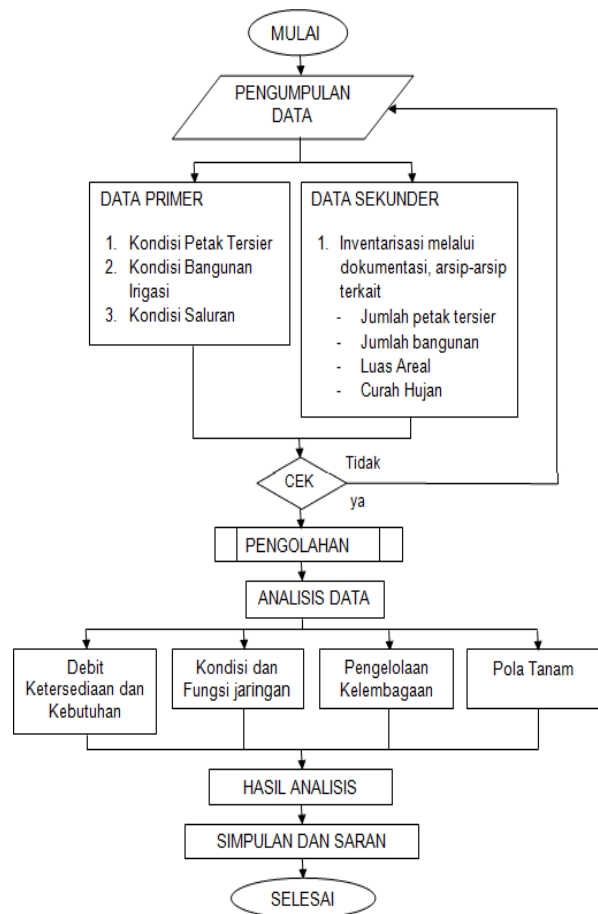 MULAI
PENGUMPULAN
DATA
DATA PRIMER
1. Kondisi Petak Tersier
2. Kondisi Bangunan
Irigasi
3. Kondisi Saluran
DATA SEKUNDER
1. Inventarisasi melalui
dokumentasi, arsip-arsip
terkait
- Jumlah petak tersier
- Jumlah bangunan
- Luas Areal
- Curah Hujan
CEK
Tidak
ya
PENGOLAHAN
ANALISIS DATA
Debit
Ketersediaan dan
Kebutuhan
Kondisi dan
Fungsi jaringan
Pengelolaan
Kelembagaan
Pola Tanam
HASIL ANALISIS
SIMPULAN DAN SARAN
SELESAI